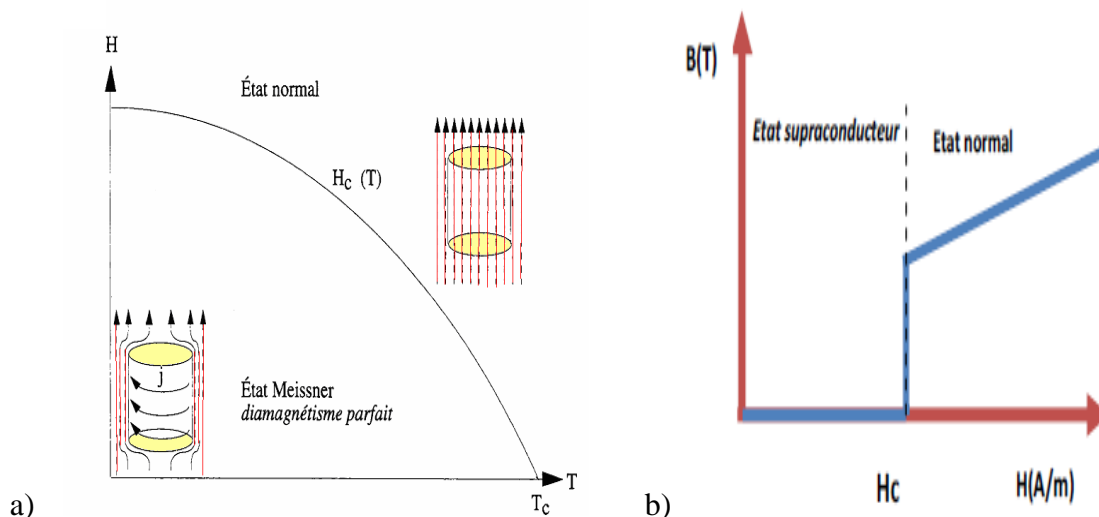 H
État normal
H_c (T)
j
État Meissner
diamagnétisme parfait
T
T_c
a)
B(T)
Etat supraconducteur
Etat normal
Hc
H(A/m)
b)